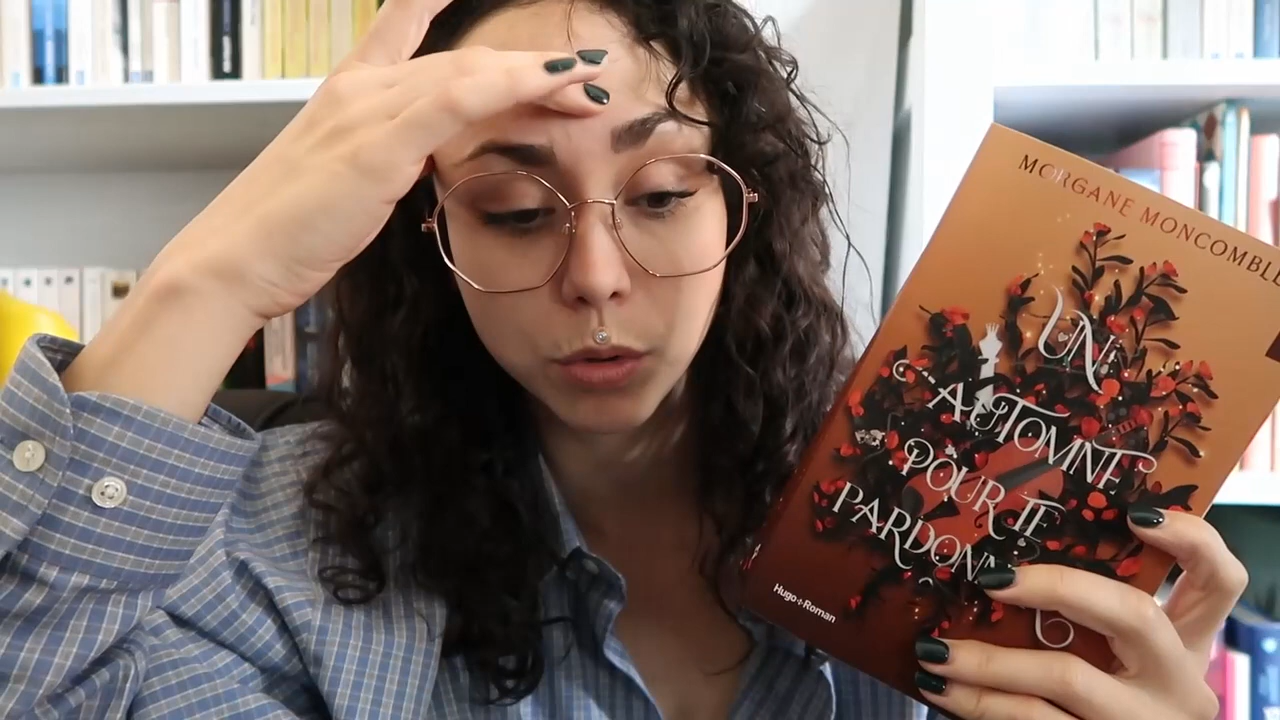 MORGANE MONCOMBLE
UN
AUTOMNE
POUR TE
PARDONN
Hugo+Roman